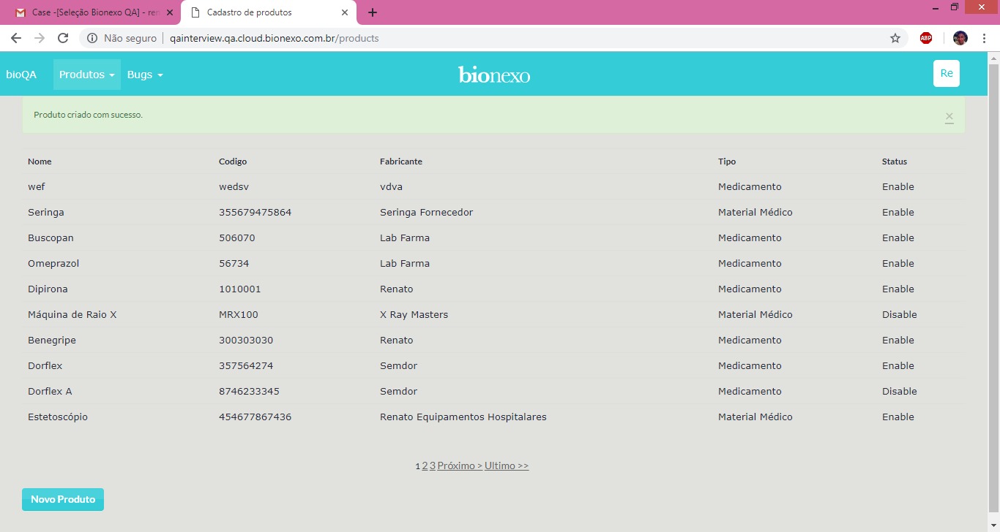 Case -[Seleção Bionexo QA] - ren
Cadastro de produtos
Não seguro | qainterview.qa.cloud.bionexo.com.br/products
ABP
bioQA Produtos Bugs bionexo Re
Produto criado com sucesso. ×
Nome Codigo Fabricante Tipo Status
wef wedsv vdva Medicamento Enable
Seringa 355679475864 Seringa Fornecedor Material Médico Enable
Buscopan 506070 Lab Farma Medicamento Enable
Omeprazol 56734 Lab Farma Medicamento Enable
Dipirona 1010001 Renato Medicamento Enable
Máquina de Raio X MRX100 X Ray Masters Material Médico Disable
Benegripe 300303030 Renato Medicamento Enable
Dorflex 357564274 Semdor Medicamento Enable
Dorflex A 8746233345 Semdor Medicamento Disable
Estetoscópio 454677867436 Renato Equipamentos Hospitalares Material Médico Enable
1 2 3 Próximo > Ultimo >>
Novo Produto